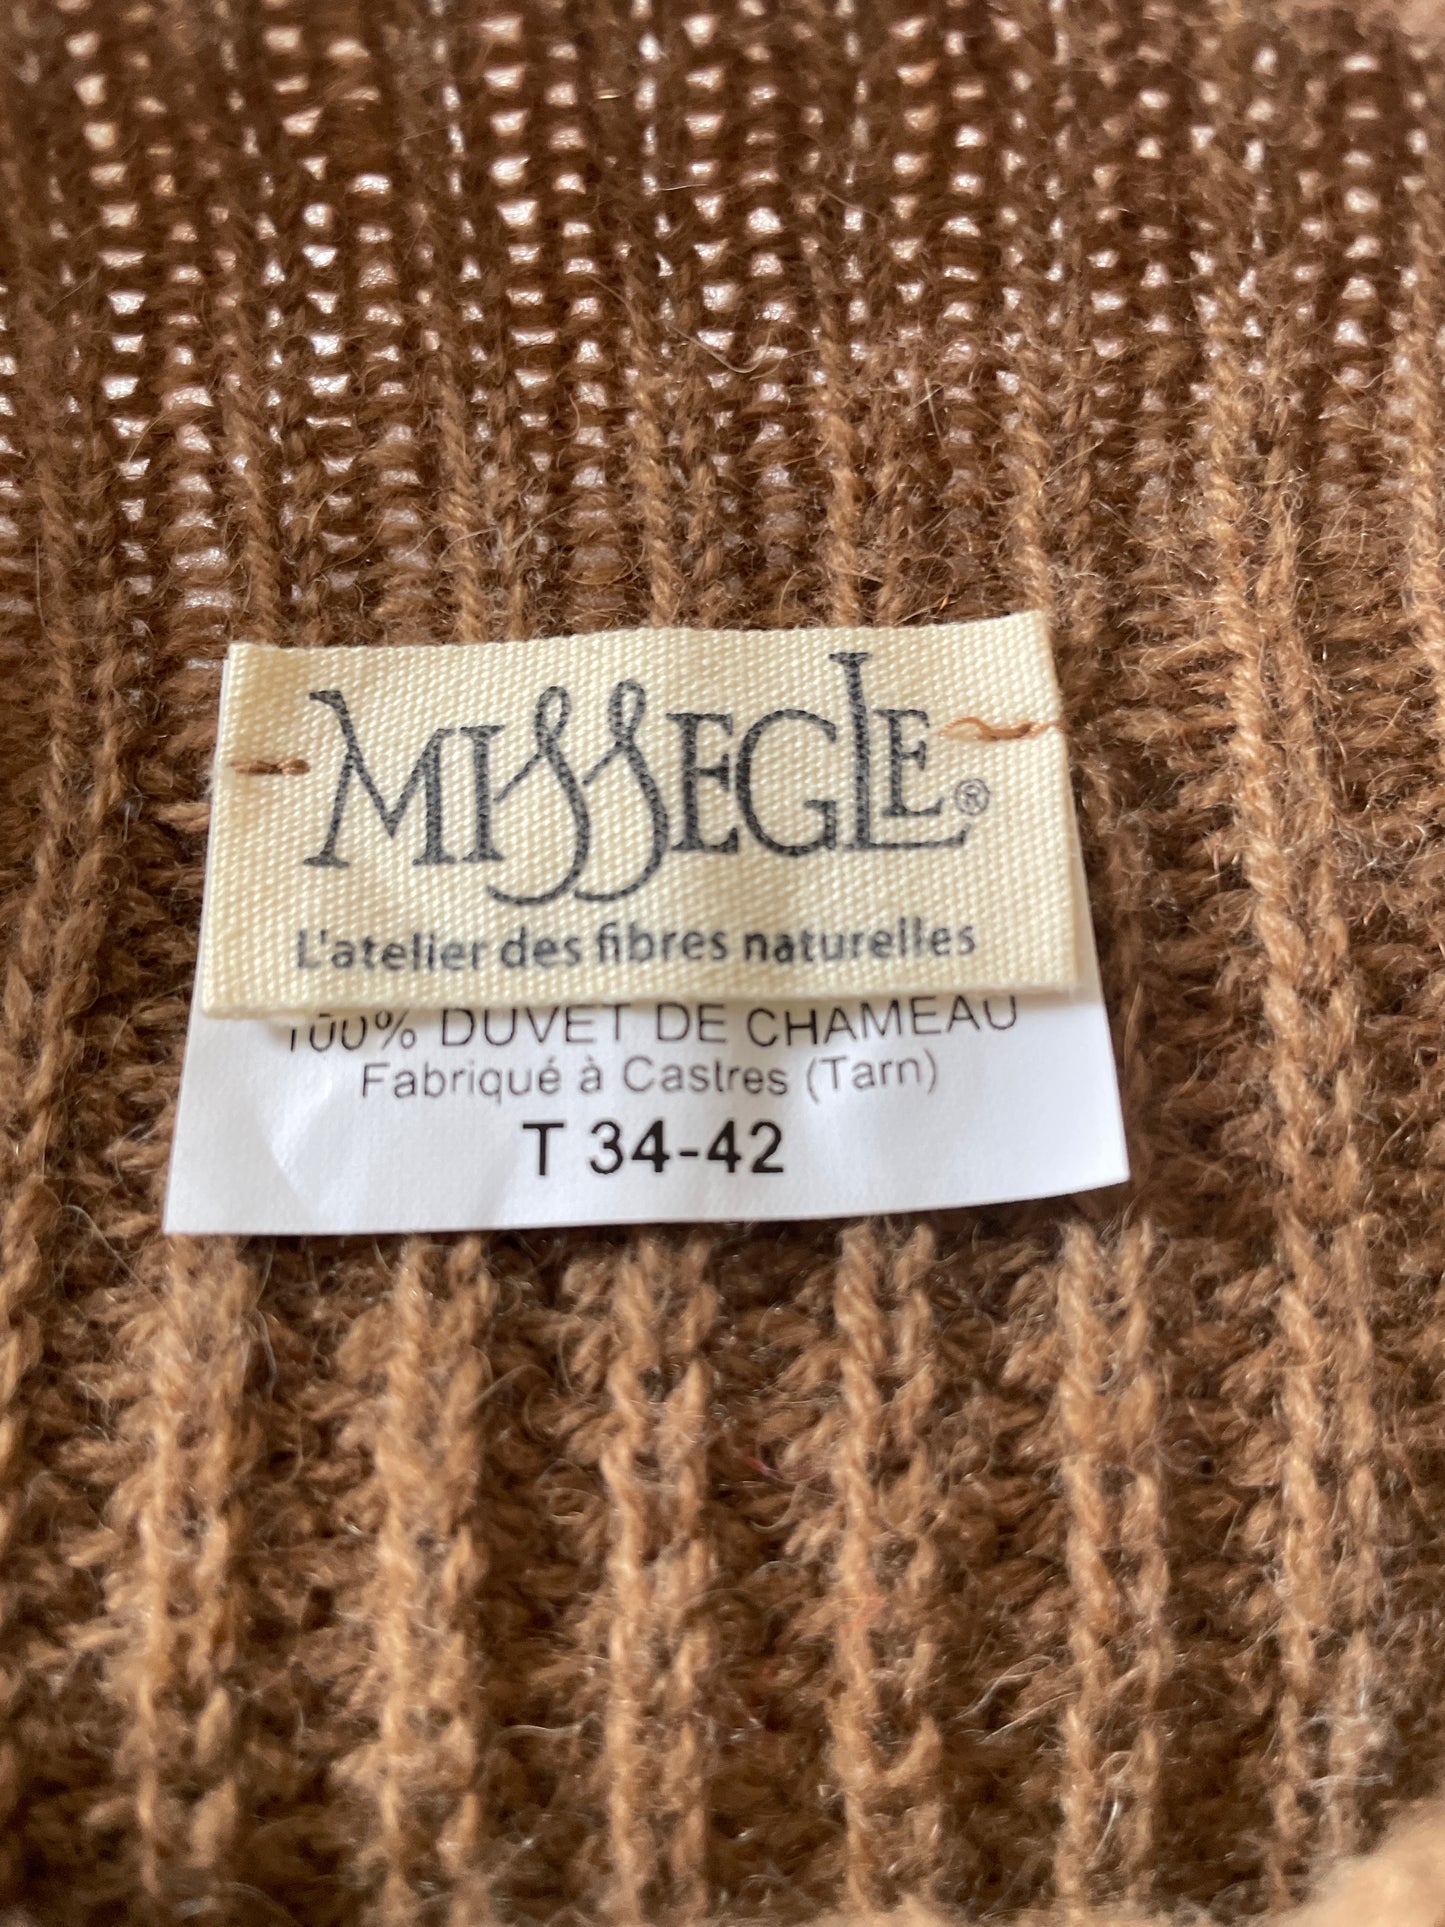 MISSEGLE®
L'atelier des fibres naturelles
100% DUVET DE CHAMEAU
Fabriqué à Castres (Tarn)
T 34-42